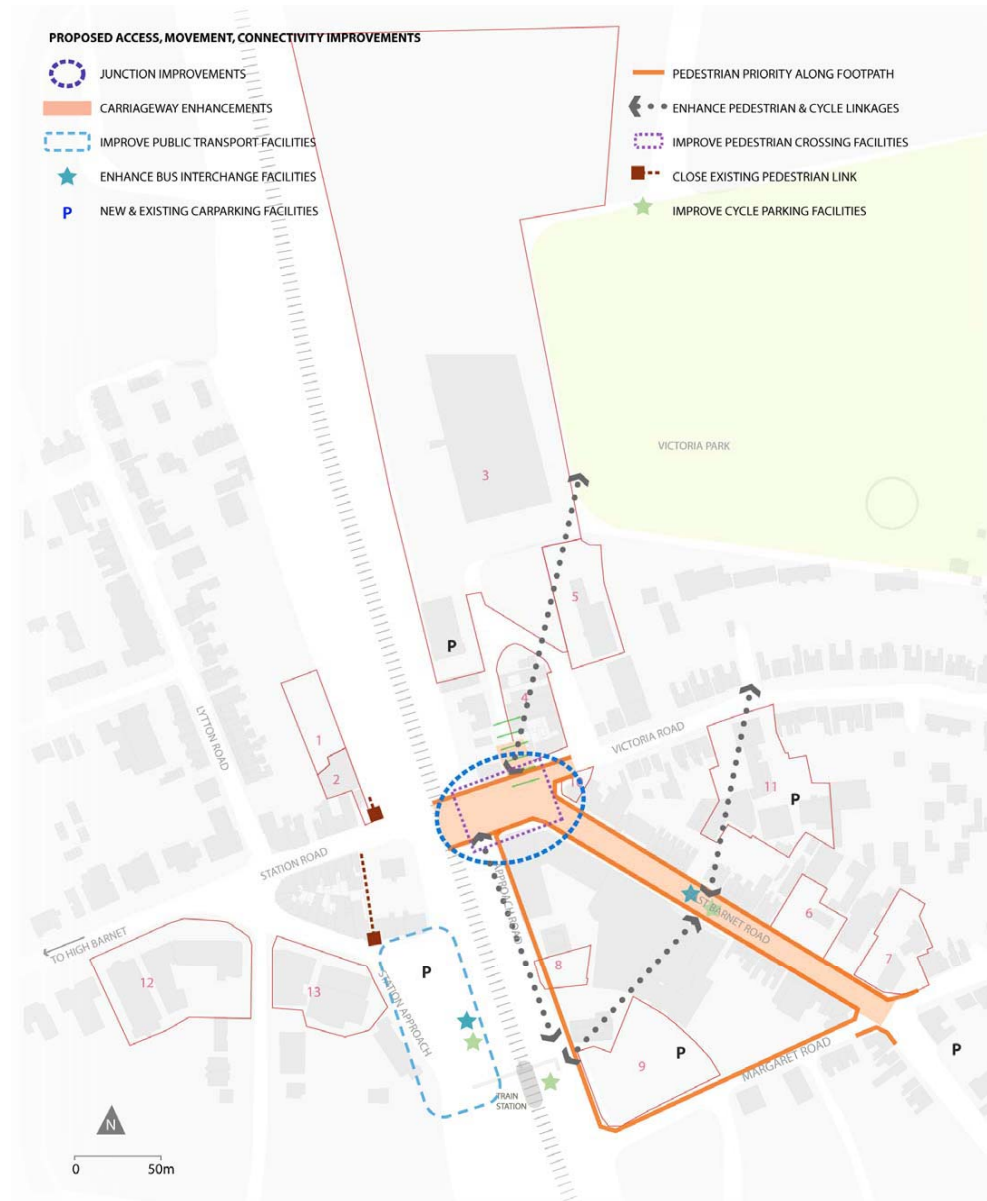 PROPOSED ACCESS, MOVEMENT, CONNECTIVITY IMPROVEMENTS
JUNCTION IMPROVEMENTS
CARRIAGEWAY ENHANCEMENTS
IMPROVE PUBLIC TRANSPORT FACILITIES
ENHANCE BUS INTERCHANGE FACILITIES
P NEW & EXISTING CARPARKING FACILITIES
PEDESTRIAN PRIORITY ALONG FOOTPATH
ENHANCE PEDESTRIAN & CYCLE LINKAGES
IMPROVE PEDESTRIAN CROSSING FACILITIES
CLOSE EXISTING PEDESTRIAN LINK
IMPROVE CYCLE PARKING FACILITIES
VICTORIA PARK
3
5
P
4
LYTTON ROAD
1
2
VICTORIA ROAD
11
P
STATION ROAD
APPROACH ROAD
ST BARNET ROAD
6
7
TO HIGH BARNET
12
13
STATION APPROACH
P
8
9
P
MARGARET ROAD
P
TRAIN
STATION
N
0 50m